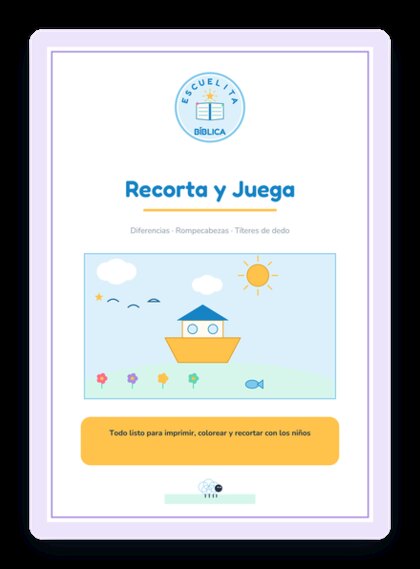 ESCUELITA
BÍBLICA
Recorta y Juega
Diferencias · Rompecabezas · Títeres de dedo
Todo listo para imprimir, colorear y recortar con los niños